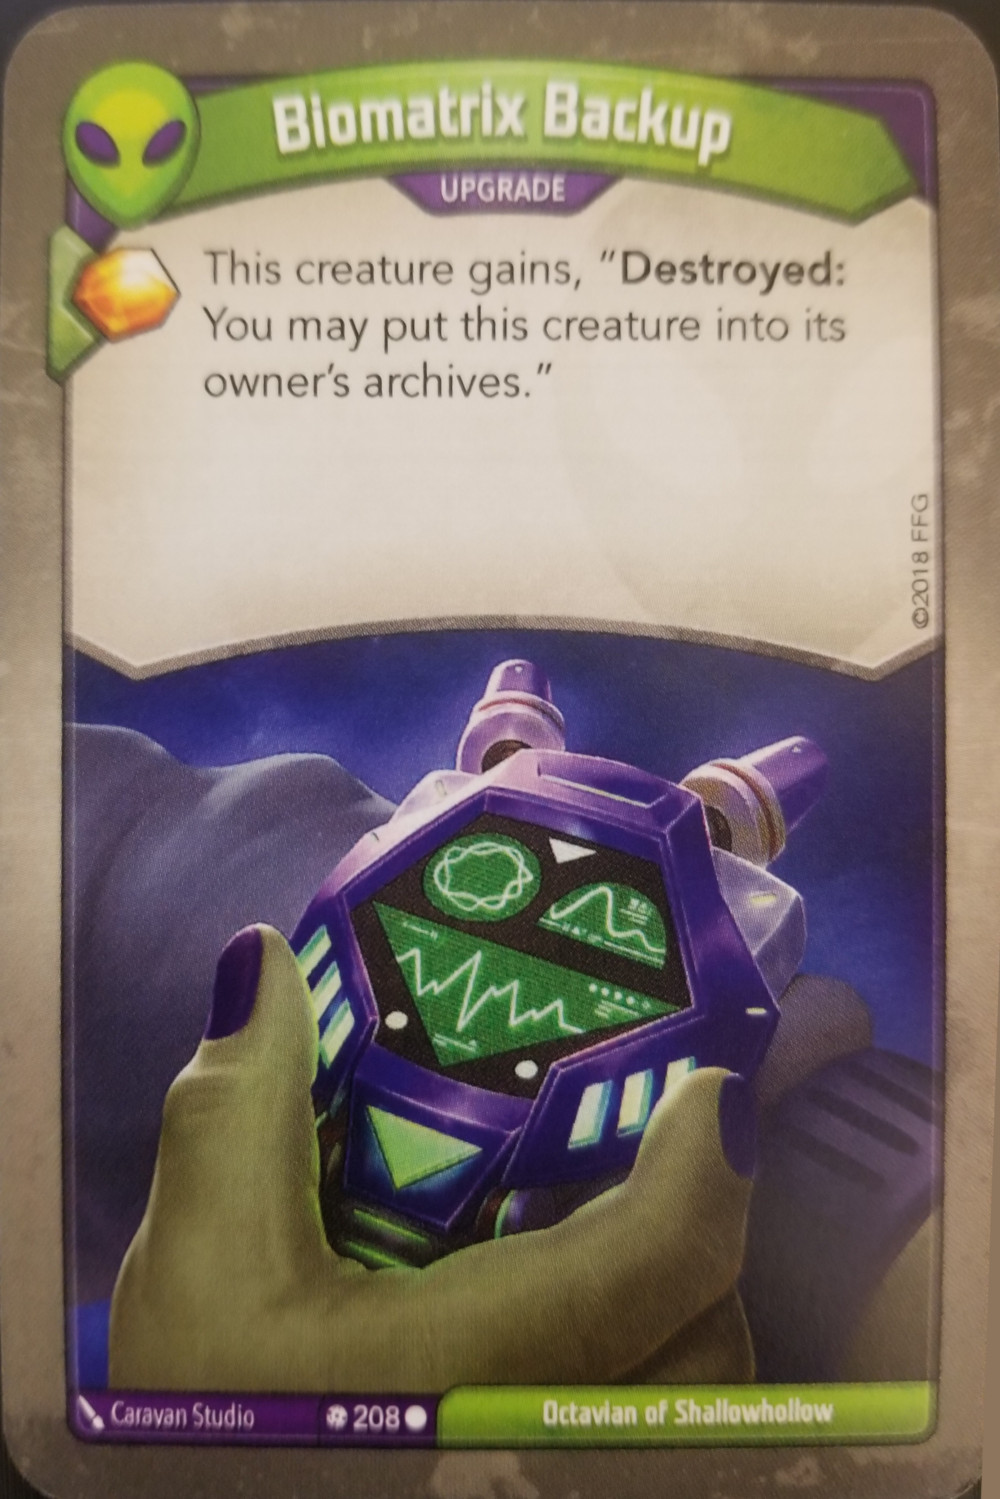 Biomatrix Backup
UPGRADE
This creature gains, "Destroyed:
You may put this creature into its
owner's archives."
©2018 FFG
Caravan Studio
#208
Octavian of Shallowhollow